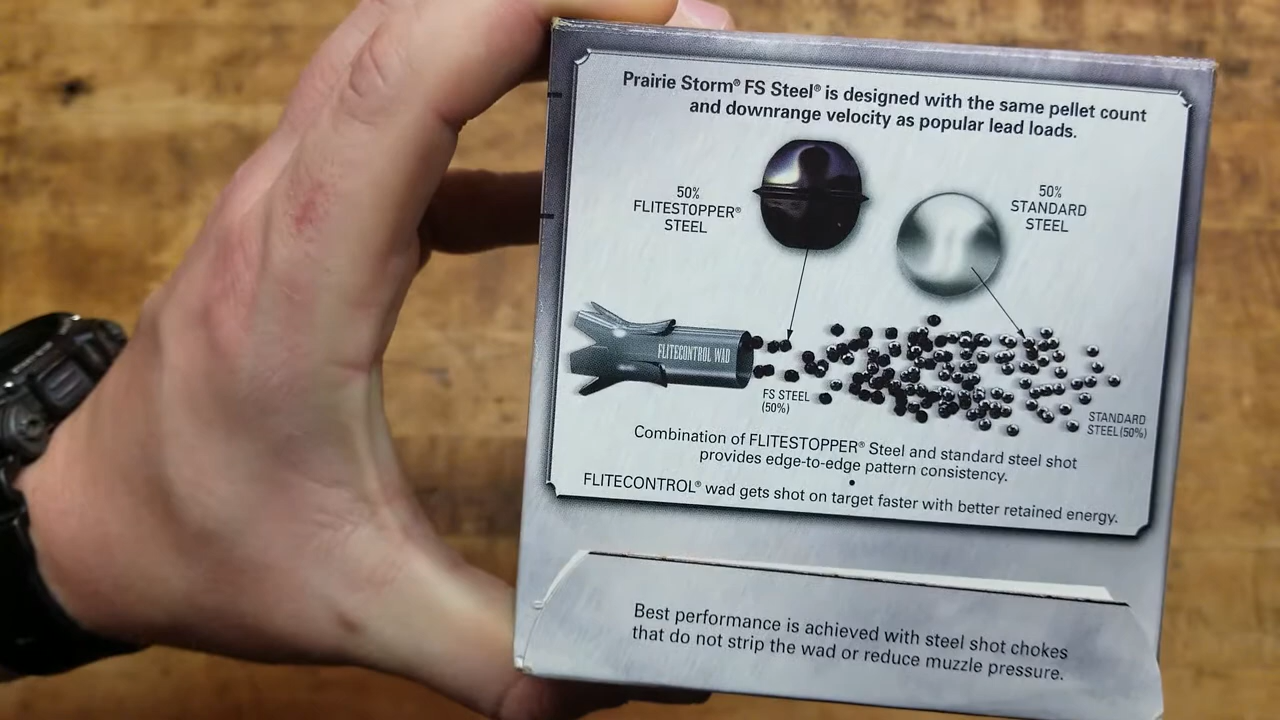 Prairie Storm® FS Steel® is designed with the same pellet count
and downrange velocity as popular lead loads.
50%
FLITESTOPPER®
STEEL
50%
STANDARD
STEEL
FLITECONTROL WAD
FS STEEL
(50%)
STANDARD
STEEL (50%)
Combination of FLITESTOPPER® Steel and standard steel shot
provides edge-to-edge pattern consistency.
•
FLITECONTROL® wad gets shot on target faster with better retained energy.
Best performance is achieved with steel shot chokes
that do not strip the wad or reduce muzzle pressure.